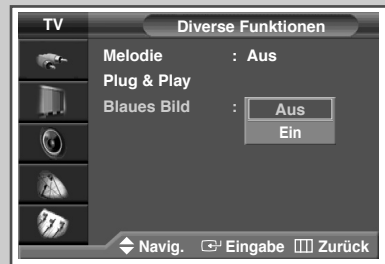 TV Diverse Funktionen
Melodie : Aus
Plug & Play
Blaues Bild : Aus
Ein
Navig. Eingabe Zurück